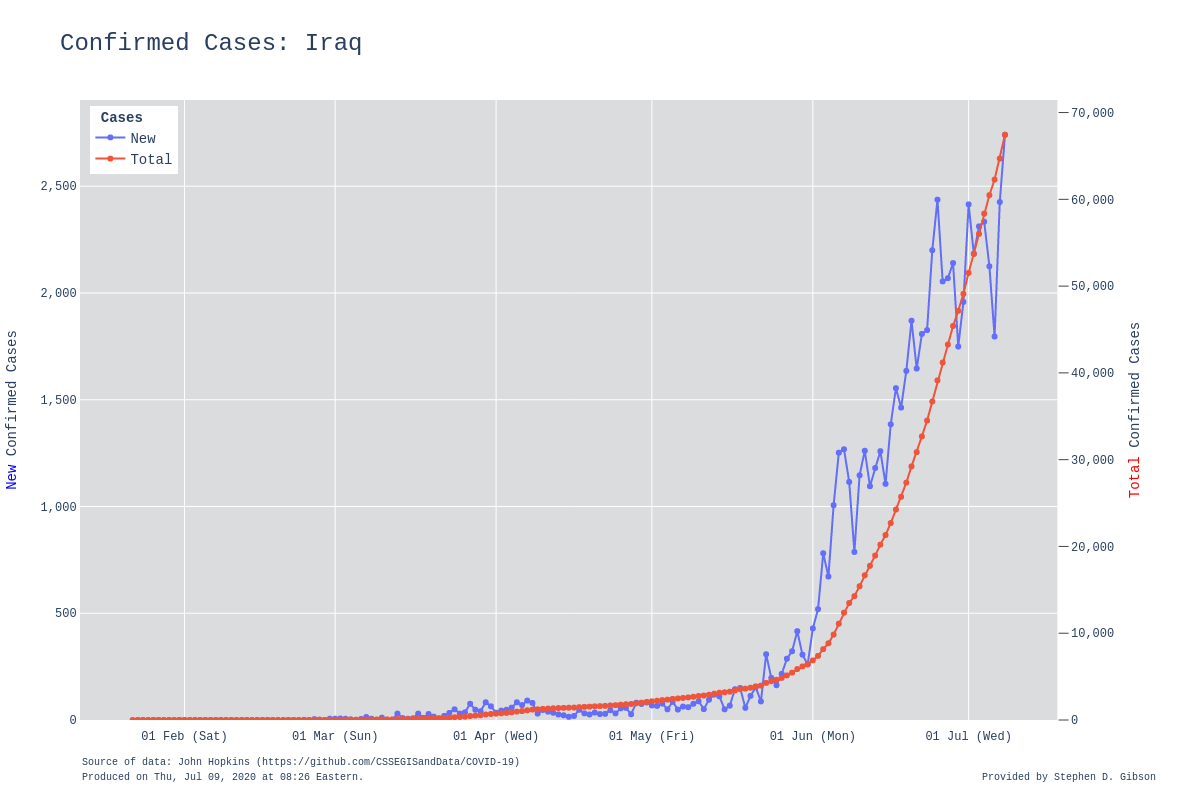 Confirmed Cases: Iraq
Cases
New
Total
2,500
2,000
1,500
1,000
500
0
New Confirmed Cases
70,000
60,000
50,000
40,000
30,000
20,000
10,000
0
Total Confirmed Cases
01 Feb (Sat)
01 Mar (Sun)
01 Apr (Wed)
01 May (Fri)
01 Jun (Mon)
01 Jul (Wed)
Source of data: John Hopkins (https://github.com/CSSEGISandData/COVID-19)
Produced on Thu, Jul 09, 2020 at 08:26 Eastern.
Provided by Stephen D. Gibson